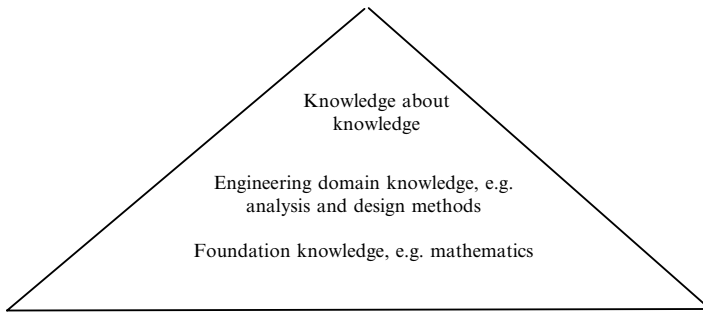 Knowledge about
knowledge
Engineering domain knowledge, e.g.
analysis and design methods
Foundation knowledge, e.g. mathematics